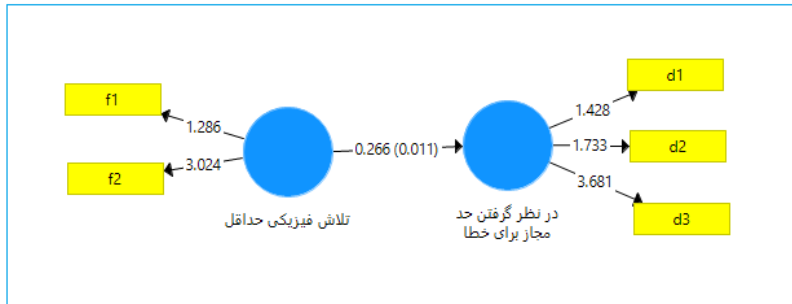 f1
f2
1.286
3.024
تلاش فیزیکی حداقل
0.266 (0.011)
در نظر گرفتن حد
مجاز برای خطا
1.428
1.733
3.681
d1
d2
d3